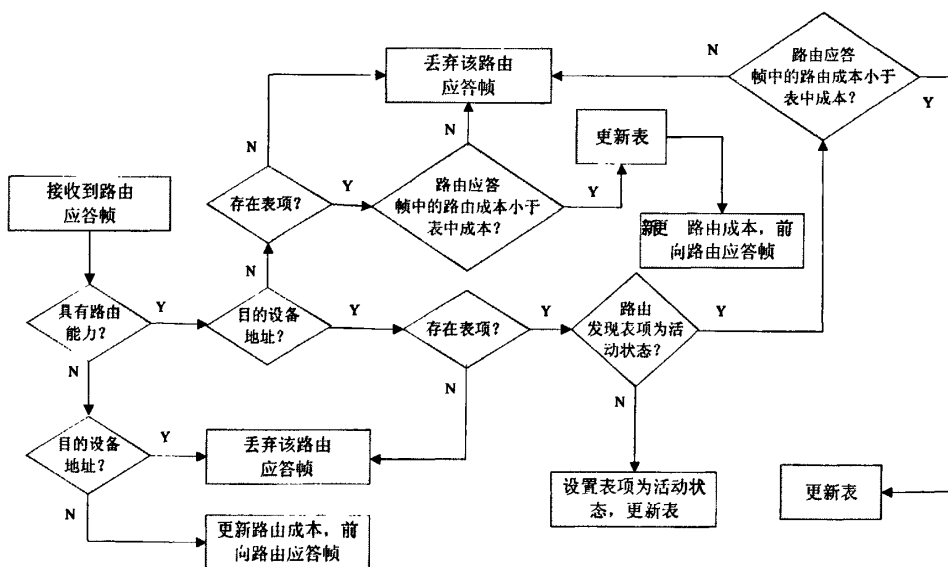 丢弃该路由
应答帧
N
路由应答
帧中的路由成本小于
表中成本?
Y
N
N
更新表
接收到路由
应答帧
存在表项?
Y
路由应答
帧中的路由成本小于
表中成本?
Y
新更 路由成本,前
向路由应答帧
N
具有路由
能力?
Y
目的设备
地址?
Y
存在表项?
Y
路由
发现表项为活
动状态?
Y
N
N
N
目的设备
地址?
Y
丢弃该路由
应答帧
设置表项为活动状
态,更新表
更新表
N
更新路由成本,前
向路由应答帧